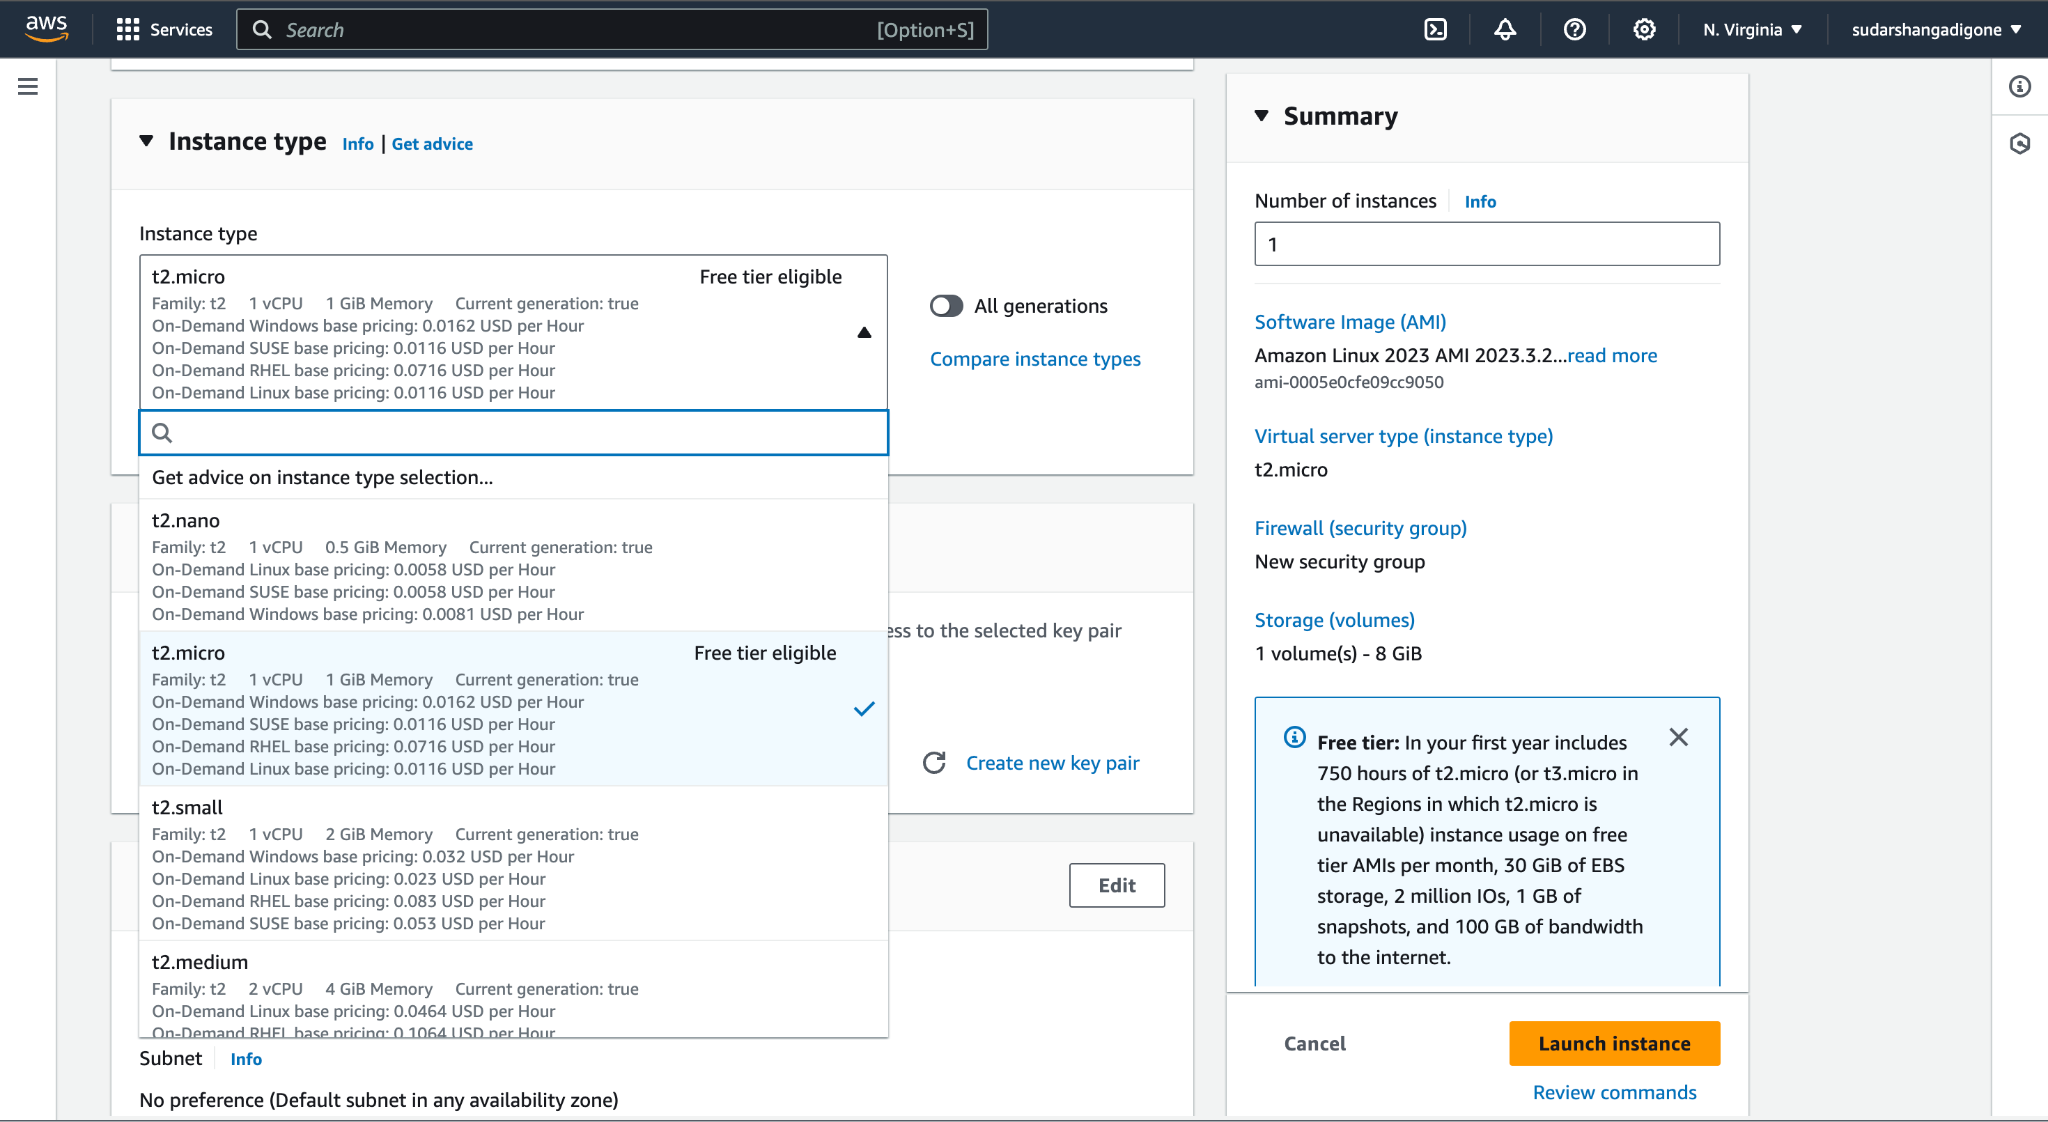 aws
Services
Search
[Option+S]
N. Virginia
sudarshangadigone
Instance type
Info | Get advice
Instance type
t2.micro
Free tier eligible
Family: t2 1 vCPU 1 GiB Memory Current generation: true
On-Demand Windows base pricing: 0.0162 USD per Hour
On-Demand SUSE base pricing: 0.0116 USD per Hour
On-Demand RHEL base pricing: 0.0716 USD per Hour
On-Demand Linux base pricing: 0.0116 USD per Hour
All generations
Compare instance types
Get advice on instance type selection...
t2.nano
Family: t2 1 vCPU 0.5 GiB Memory Current generation: true
On-Demand Linux base pricing: 0.0058 USD per Hour
On-Demand SUSE base pricing: 0.0058 USD per Hour
On-Demand Windows base pricing: 0.0081 USD per Hour
t2.micro
Free tier eligible
Family: t2 1 vCPU 1 GiB Memory Current generation: true
On-Demand Windows base pricing: 0.0162 USD per Hour
On-Demand SUSE base pricing: 0.0116 USD per Hour
On-Demand RHEL base pricing: 0.0716 USD per Hour
On-Demand Linux base pricing: 0.0116 USD per Hour
t2.small
Family: t2 1 vCPU 2 GiB Memory Current generation: true
On-Demand Windows base pricing: 0.032 USD per Hour
On-Demand Linux base pricing: 0.023 USD per Hour
On-Demand RHEL base pricing: 0.083 USD per Hour
On-Demand SUSE base pricing: 0.053 USD per Hour
t2.medium
Family: t2 2 vCPU 4 GiB Memory Current generation: true
On-Demand Linux base pricing: 0.0464 USD per Hour
On-Demand RHEL base pricing: 0.1064 USD per Hour
ess to the selected key pair
Create new key pair
Edit
Subnet
Info
No preference (Default subnet in any availability zone)
Summary
Number of instances
Info
1
Software Image (AMI)
Amazon Linux 2023 AMI 2023.3.2...read more
ami-0005e0cfe09cc9050
Virtual server type (instance type)
t2.micro
Firewall (security group)
New security group
Storage (volumes)
1 volume(s) - 8 GiB
Free tier: In your first year includes
750 hours of t2.micro (or t3.micro in
the Regions in which t2.micro is
unavailable) instance usage on free
tier AMIs per month, 30 GiB of EBS
storage, 2 million IOs, 1 GB of
snapshots, and 100 GB of bandwidth
to the internet.
Cancel
Launch instance
Review commands